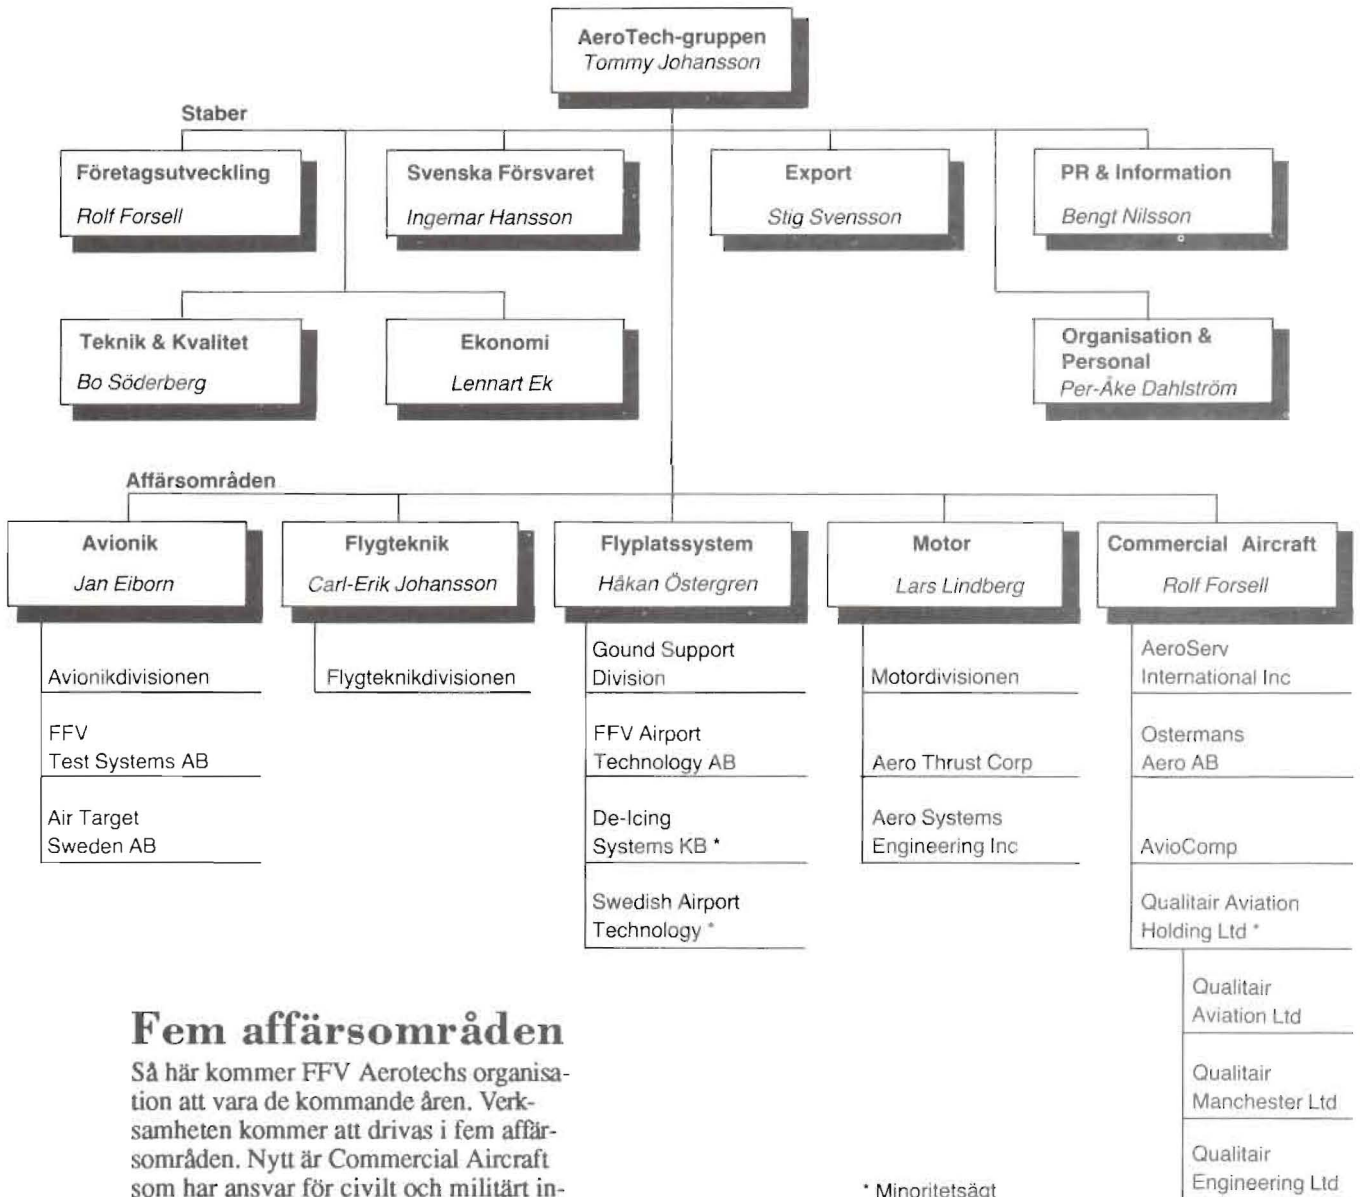 AeroTech-gruppen
Tommy Johansson
Staber
Företagsutveckling
Rolf Forsell
Svenska Försvaret
Ingemar Hansson
Export
Stig Svensson
PR & Information
Bengt Nilsson
Teknik & Kvalitet
Bo Söderberg
Ekonomi
Lennart Ek
Organisation &
Personal
Per-Åke Dahlström
Affärsområden
Avionik
Jan Eiborn
Flygteknik
Carl-Erik Johansson
Flyplatssystem
Håkan Östergren
Motor
Lars Lindberg
Commercial Aircraft
Rolf Forsell
Avionikdivisionen
FFV
Test Systems AB
Air Target
Sweden AB
Flygteknikdivisionen
Gound Support
Division
FFV Airport
Technology AB
De-Icing
Systems KB *
Swedish Airport
Technology *
Motordivisionen
Aero Thrust Corp
Aero Systems
Engineering Inc
AeroServ
International Inc
Ostermans
Aero AB
AvioComp
Qualitair Aviation
Holding Ltd *
Qualitair
Aviation Ltd
Qualitair
Manchester Ltd
Qualitair
Engineering Ltd
Fem affärsområden
Så här kommer FFV Aerotechs organisa-
tion att vara de kommande åren. Verk-
samheten kommer att drivas i fem affär-
sområden. Nytt är Commercial Aircraft
som har ansvar för civilt och militärt in-
* Minoritetsägt